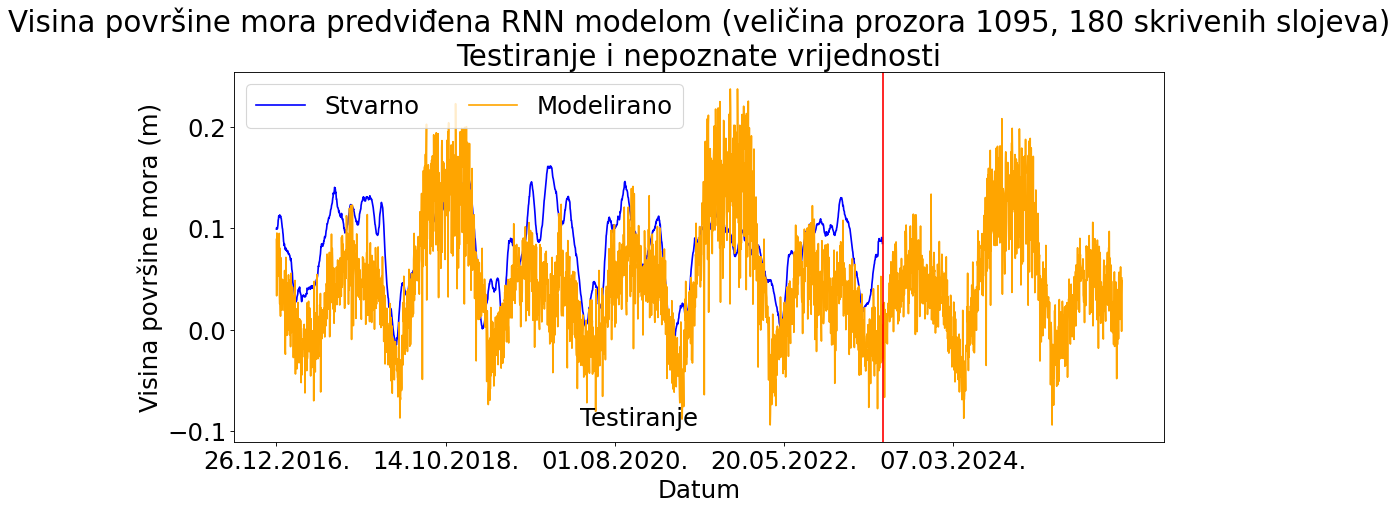 Visina površine mora predviđena RNN modelom (veličina prozora 1095, 180 skrivenih slojeva)
Testiranje i nepoznate vrijednosti
Stvarno Modelirano
Visina površine mora (m)
0.2
0.1
0.0
−0.1
Testiranje
26.12.2016. 14.10.2018. 01.08.2020. 20.05.2022. 07.03.2024.
Datum